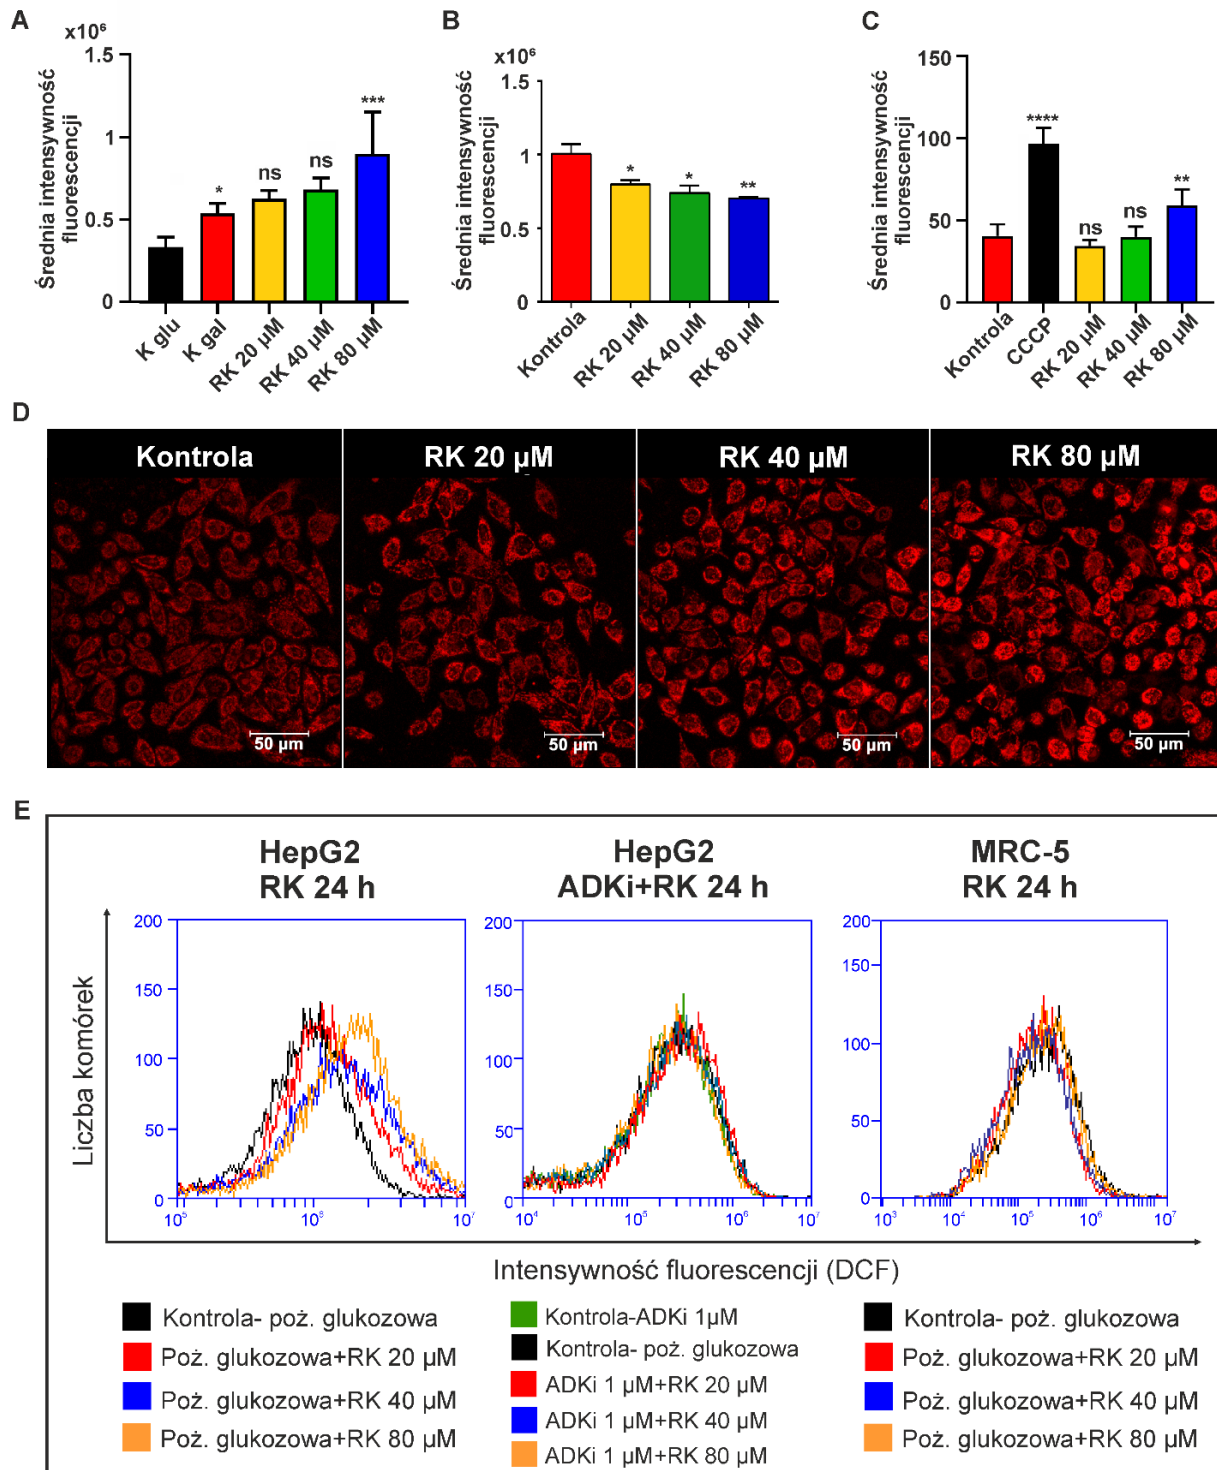 A
x10⁶
Średnia intensywność
fluorescencji
1.5
1
0.5
0
*
ns
ns
***
K glu
K gal
RK 20 µM
RK 40 µM
RK 80 µM
B
x10⁶
Średnia intensywność
fluorescencji
1.5
1
0.5
0
*
*
**
Kontrola
RK 20 µM
RK 40 µM
RK 80 µM
C
Średnia intensywność
fluorescencji
150
100
50
0
****
ns
ns
**
Kontrola
CCCP
RK 20 µM
RK 40 µM
RK 80 µM
D
Kontrola
RK 20 µM
RK 40 µM
RK 80 µM
50 µm
50 µm
50 µm
50 µm
E
HepG2
RK 24 h
HepG2
ADKi+RK 24 h
MRC-5
RK 24 h
Liczba komórek
200
150
100
50
0
10⁵
10⁶
10⁷
200
150
100
50
0
10⁴
10⁵
10⁶
10⁷
200
150
100
50
0
10³
10⁴
10⁵
10⁶
10⁷
Intensywność fluorescencji (DCF)
Kontrola- poż. glukozowa
Poż. glukozowa+RK 20 µM
Poż. glukozowa+RK 40 µM
Poż. glukozowa+RK 80 µM
Kontrola-ADKi 1µM
Kontrola- poż. glukozowa
ADKi 1 µM+RK 20 µM
ADKi 1 µM+RK 40 µM
ADKi 1 µM+RK 80 µM
Kontrola- poż. glukozowa
Poż. glukozowa+RK 20 µM
Poż. glukozowa+RK 40 µM
Poż. glukozowa+RK 80 µM